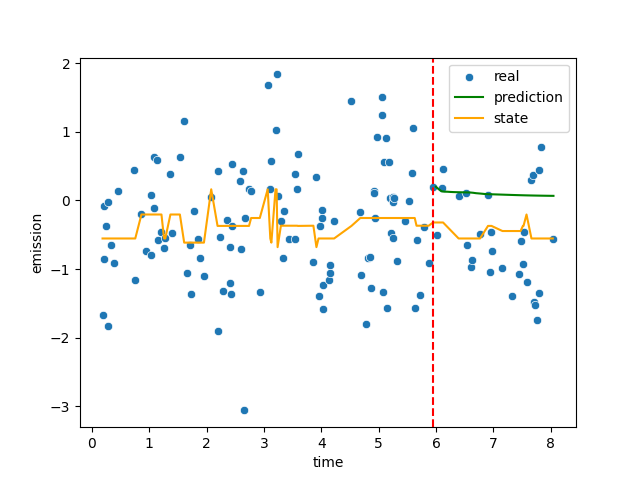 2
1
0
−1
−2
−3
emission
0 1 2 3 4 5 6 7 8
time
real
prediction
state